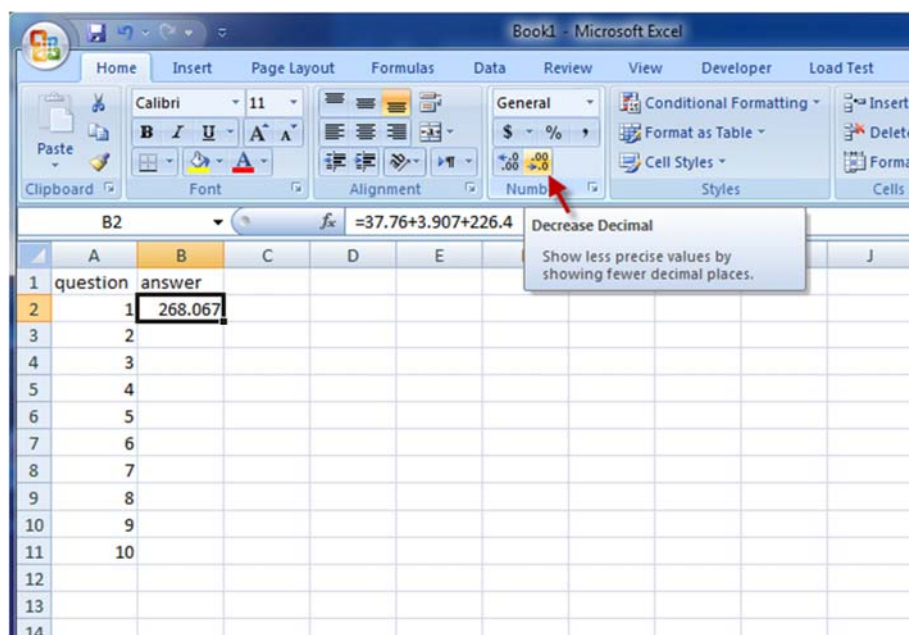 Book1 - Microsoft Excel
Home Insert Page Layout Formulas Data Review View Developer Load Test
Calibri 11 General Conditional Formatting Insert
Paste B I U A A $ % , Format as Table
.0 .00 .00 .0 Cell Styles
Clipboard Font Alignment Styles Cells
B2 fx =37.76+3.907+226.4
Decrease Decimal
Show less precise values by
showing fewer decimal places.
A B C D E J
1 question answer
2 1 268.067
3 2
4 3
5 4
6 5
7 6
8 7
9 8
10 9
11 10
12
13
14